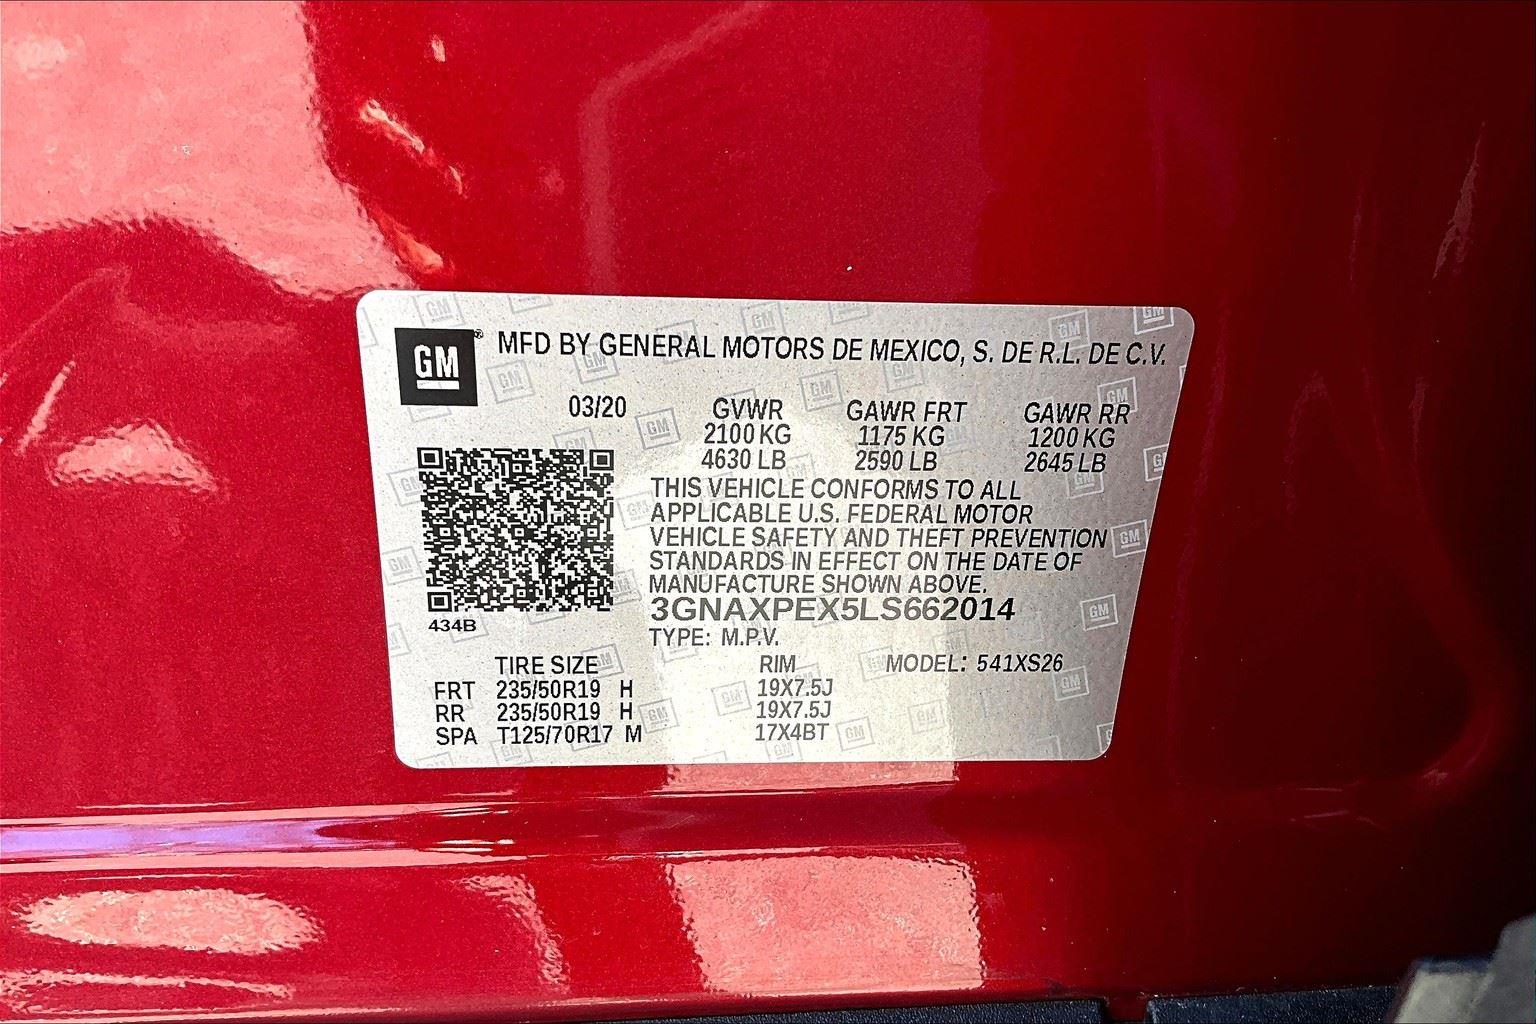 GM® MFD BY GENERAL MOTORS DE MEXICO, S. DE R.L. DE C.V.
03/20 GVWR GAWR FRT GAWR RR
2100 KG 1175 KG 1200 KG
4630 LB 2590 LB 2645 LB
THIS VEHICLE CONFORMS TO ALL
APPLICABLE U.S. FEDERAL MOTOR
VEHICLE SAFETY AND THEFT PREVENTION
STANDARDS IN EFFECT ON THE DATE OF
MANUFACTURE SHOWN ABOVE.
3GNAXPEX5LS662014
434B
TYPE: M.P.V.
TIRE SIZE RIM MODEL: 541XS26
FRT 235/50R19 H 19X7.5J
RR 235/50R19 H 19X7.5J
SPA T125/70R17 M 17X4BT